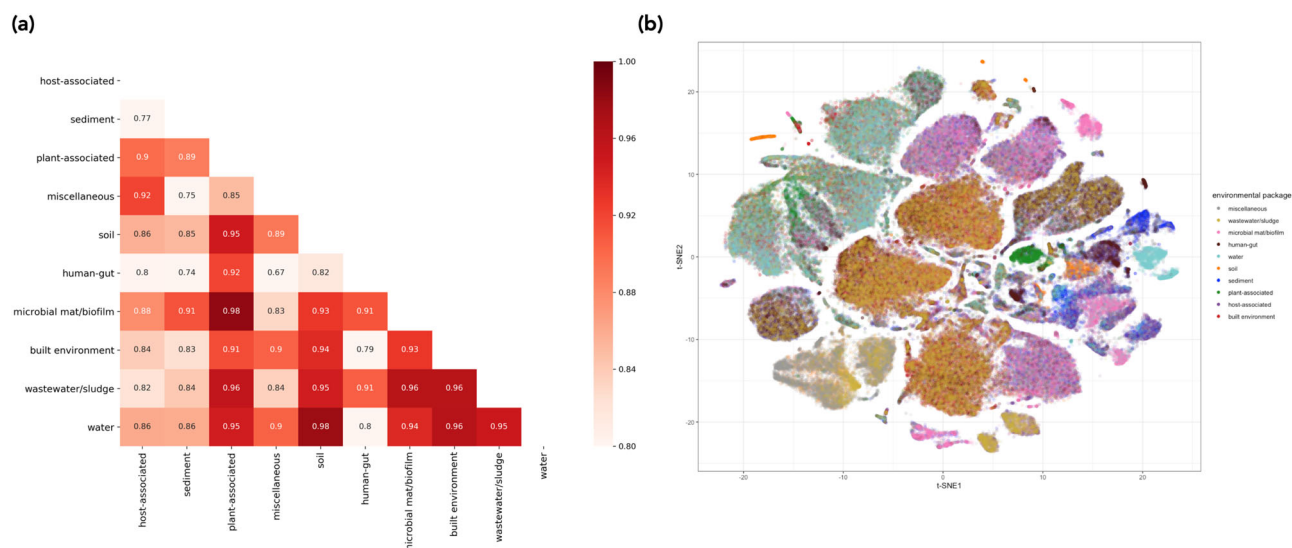 (a)
host-associated
sediment 0.77
plant-associated 0.9 0.89
miscellaneous 0.92 0.75 0.85
soil 0.86 0.85 0.95 0.89
human-gut 0.8 0.74 0.92 0.67 0.82
microbial mat/biofilm 0.88 0.91 0.98 0.83 0.93 0.91
built environment 0.84 0.83 0.91 0.9 0.94 0.79 0.93
wastewater/sludge 0.82 0.84 0.96 0.84 0.95 0.91 0.96 0.96
water 0.86 0.86 0.95 0.9 0.98 0.8 0.94 0.96 0.95
host-associated
sediment
plant-associated
miscellaneous
soil
human-gut
microbial mat/biofilm
built environment
wastewater/sludge
water
1.00
0.96
0.92
0.88
0.84
0.80
(b)
t-SNE2
20
10
0
-10
-20
-20 -10 0 10 20
t-SNE1
environmental package
miscellaneous
wastewater/sludge
microbial mat/biofilm
human-gut
water
soil
sediment
plant-associated
host-associated
built environment